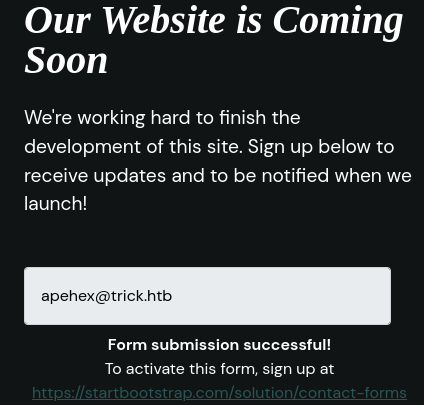 Our Website is Coming
Soon
We're working hard to finish the
development of this site. Sign up below to
receive updates and to be notified when we
launch!
apehex@trick.htb
Form submission successful!
To activate this form, sign up at
https://startbootstrap.com/solution/contact-forms